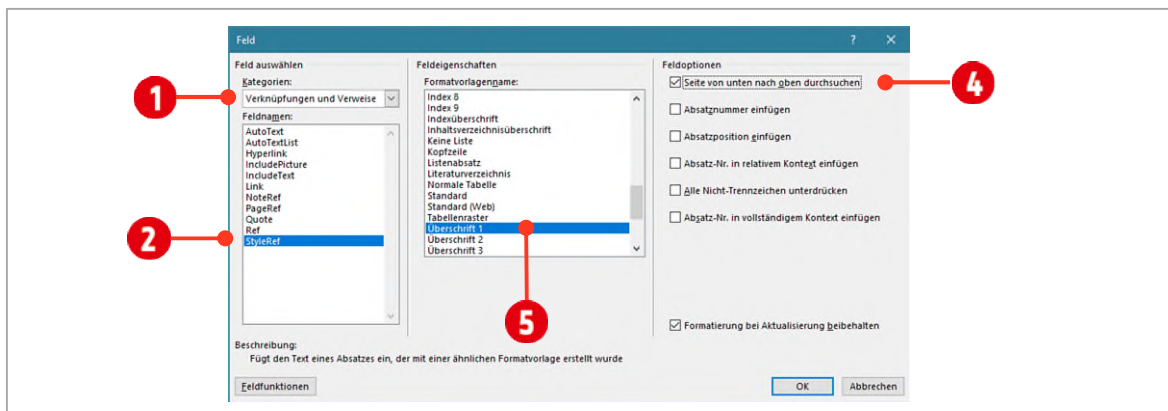 Feld
? ×
Feld auswählen
Kategorien:
Verknüpfungen und Verweise
Feldnamen:
AutoText
AutoTextList
Hyperlink
IncludePicture
IncludeText
Link
NoteRef
PageRef
Quote
Ref
StyleRef
Feldeigenschaften
Formatvorlagenname:
Index 8
Index 9
Indexüberschrift
Inhaltsverzeichnisüberschrift
Keine Liste
Kopfzeile
Listenabsatz
Literaturverzeichnis
Normale Tabelle
Standard
Standard (Web)
Tabellenraster
Überschrift 1
Überschrift 2
Überschrift 3
Feldoptionen
Seite von unten nach oben durchsuchen
Absatznummer einfügen
Absatzposition einfügen
Absatz-Nr. in relativem Kontext einfügen
Alle Nicht-Trennzeichen unterdrücken
Absatz-Nr. in vollständigem Kontext einfügen
Formatierung bei Aktualisierung beibehalten
Beschreibung:
Fügt den Text eines Absatzes ein, der mit einer ähnlichen Formatvorlage erstellt wurde
Feldfunktionen
OK
Abbrechen
1
2
4
5